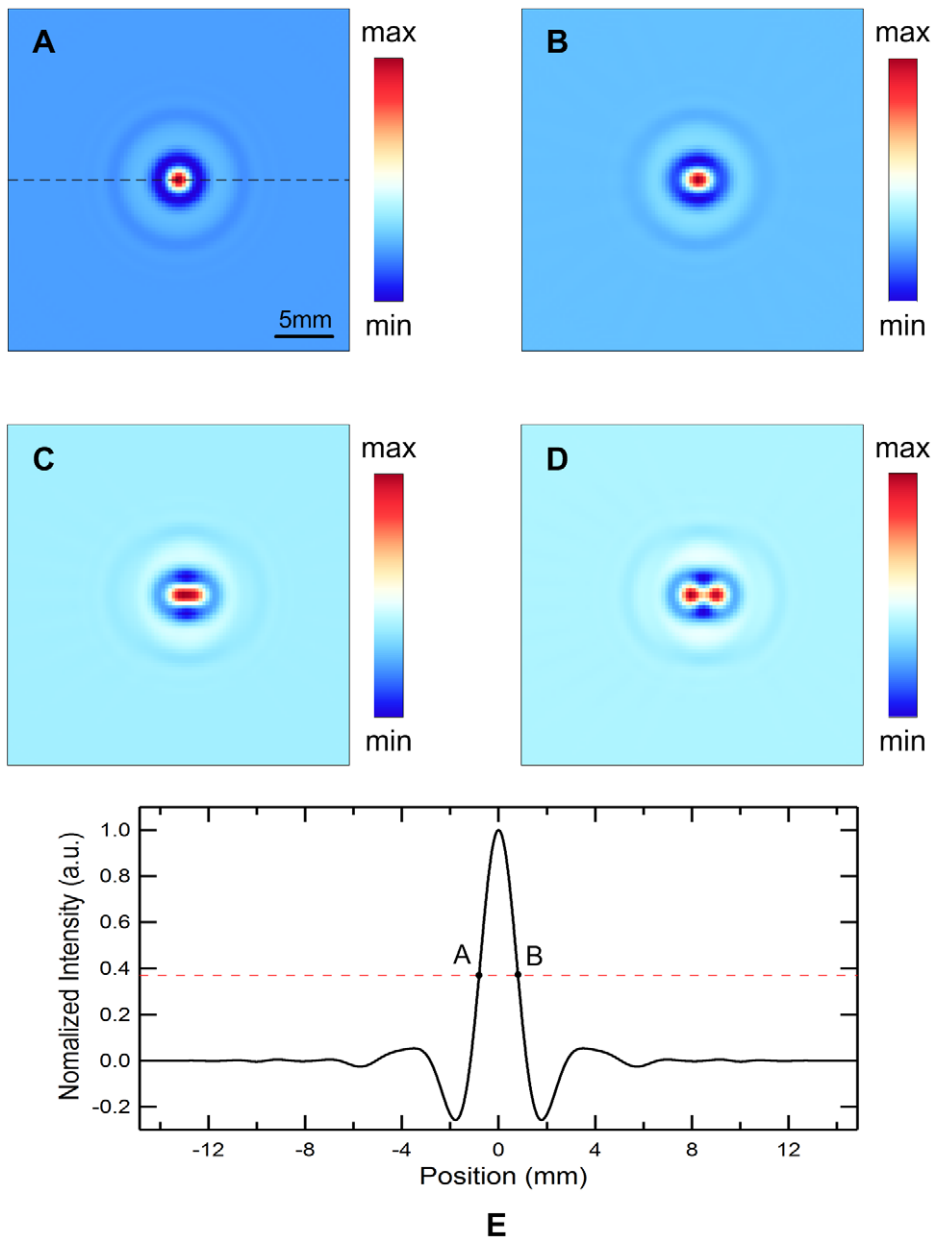 A
max
min
5mm
B
max
min
C
max
min
D
max
min
Nomalized Intensity (a.u.)
1.0
0.8
0.6
0.4
0.2
0.0
-0.2
A
B
-12
-8
-4
0
4
8
12
Position (mm)
E